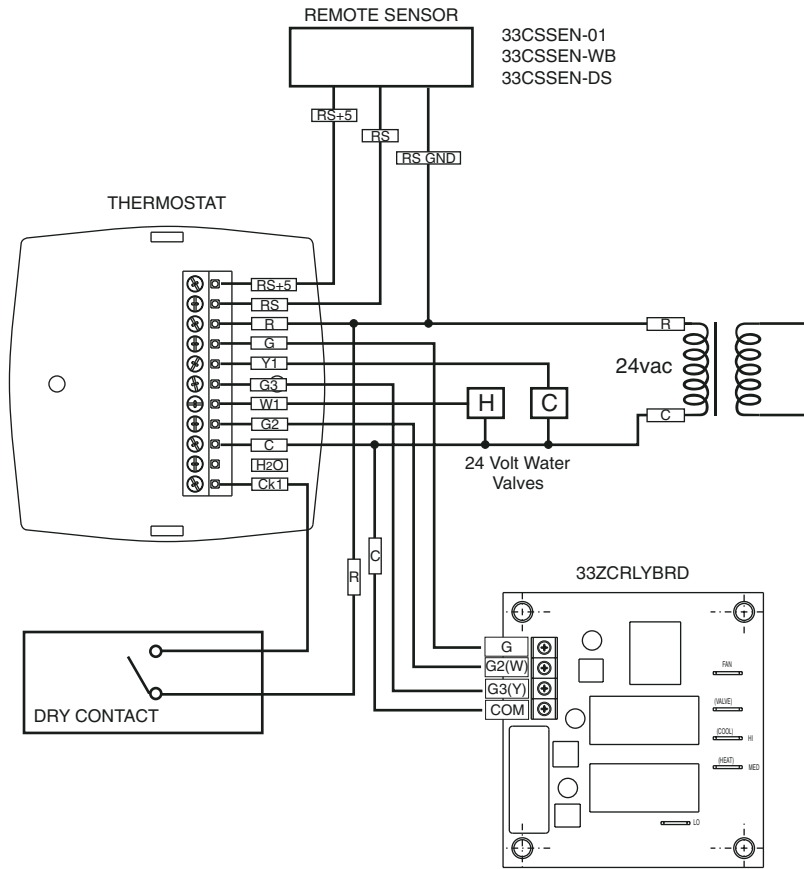 REMOTE SENSOR
33CSSEN-01
33CSSEN-WB
33CSSEN-DS
RS+5
RS
RS GND
THERMOSTAT
RS+5
RS
R
G
Y1
G3
W1
G2
C
H2O
Ck1
R
24vac
C
H
C
24 Volt Water
Valves
R
C
DRY CONTACT
33ZCRLYBRD
G
G2(W)
G3(Y)
COM
FAN
(VALVE)
(COOL)
HI
(HEAT)
MED
LO